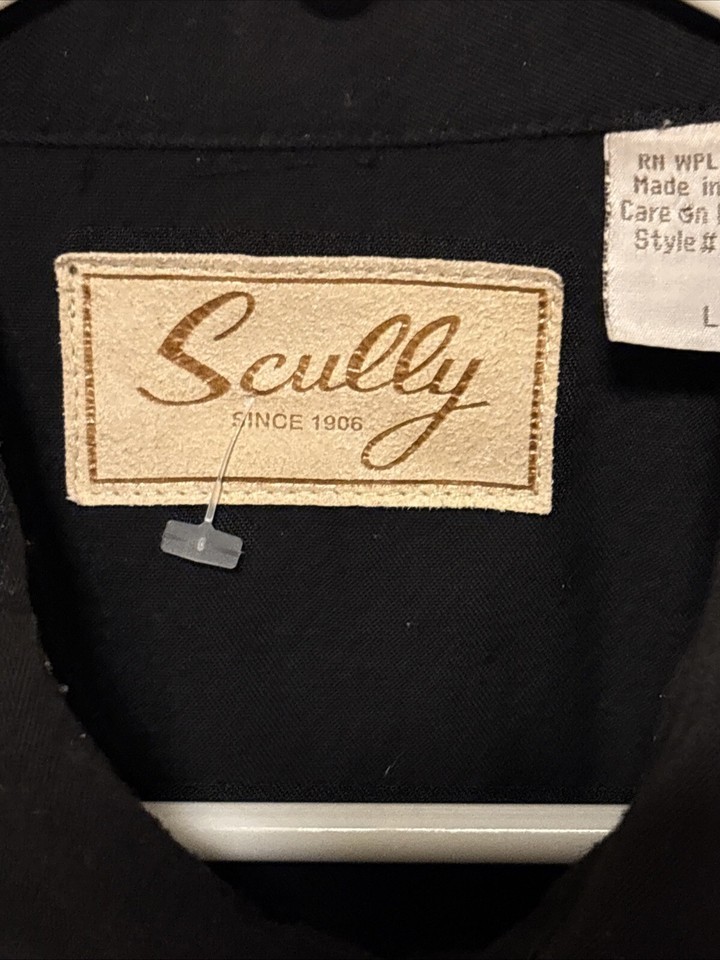 Scully
SINCE 1906
RN WPL
Made in
Care on
Style#
L